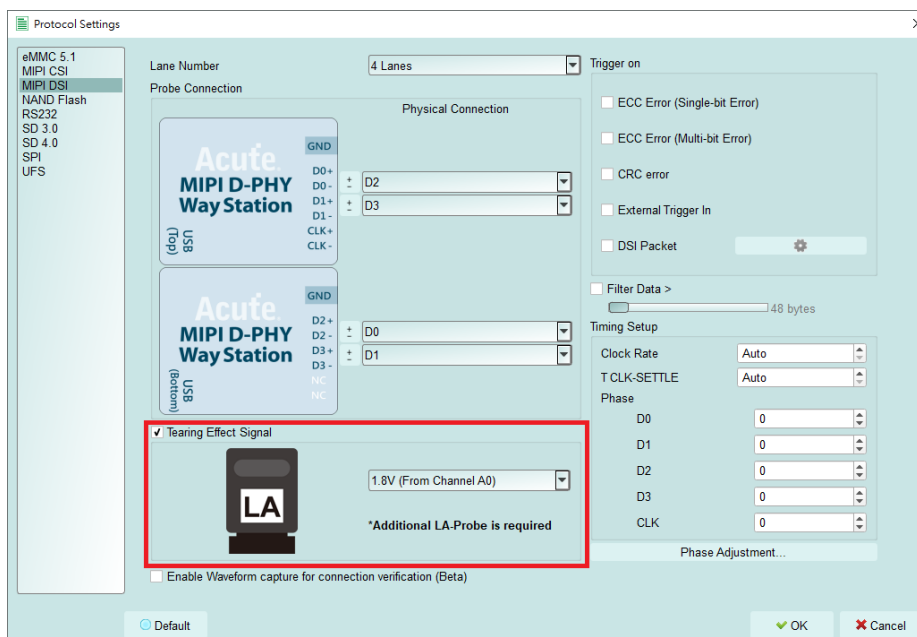 Protocol Settings
eMMC 5.1
MIPI CSI
MIPI DSI
NAND Flash
RS232
SD 3.0
SD 4.0
SPI
UFS
Lane Number
4 Lanes
Probe Connection
Physical Connection
Acute
MIPI D-PHY
Way Station
USB
(Top)
GND
D0+
D0-
D1+
D1-
CLK+
CLK-
D2
D3
Acute
MIPI D-PHY
Way Station
USB
(Bottom)
GND
D2+
D2-
D3+
D3-
NC
NC
D0
D1
Tearing Effect Signal
LA
1.8V (From Channel A0)
*Additional LA-Probe is required
Enable Waveform capture for connection verification (Beta)
Trigger on
ECC Error (Single-bit Error)
ECC Error (Multi-bit Error)
CRC error
External Trigger In
DSI Packet
Filter Data >
48 bytes
Timing Setup
Clock Rate Auto
T CLK-SETTLE Auto
Phase
D0 0
D1 0
D2 0
D3 0
CLK 0
Phase Adjustment...
Default
OK
Cancel